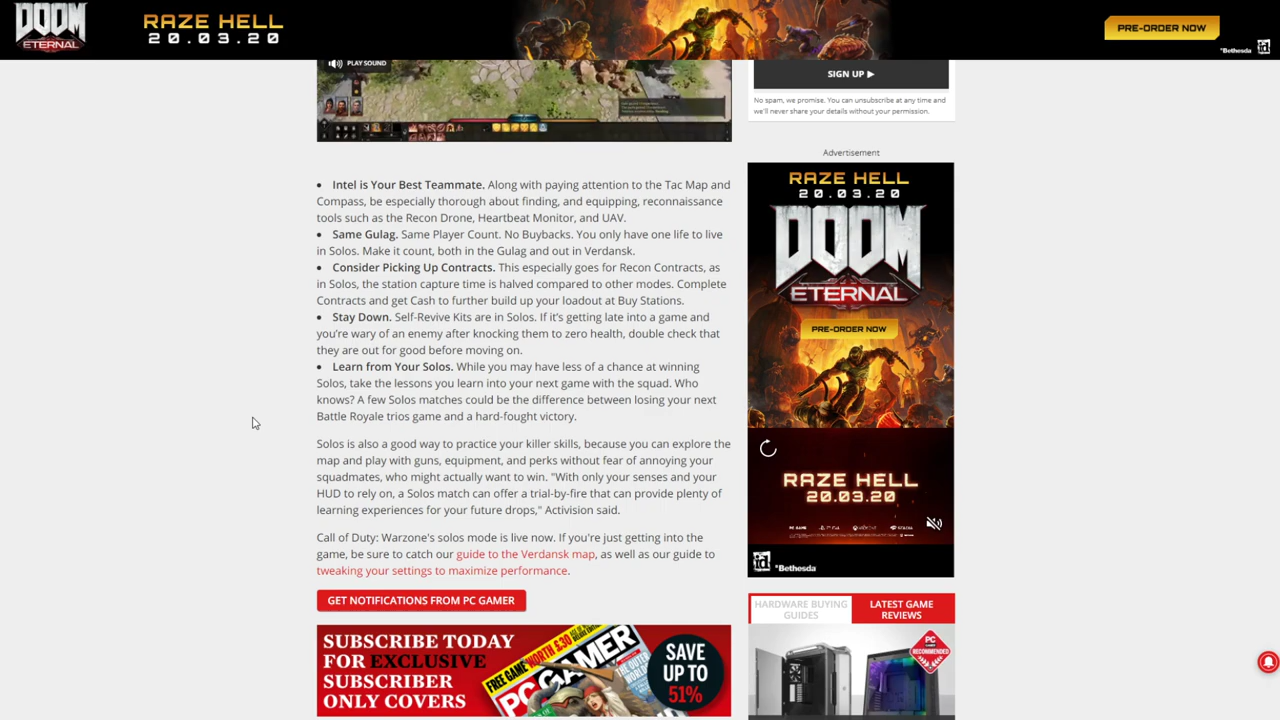 DOOM
ETERNAL
RAZE HELL
20.03.20
PRE-ORDER NOW
Bethesda
id
PLAY SOUND
SIGN UP ▶
No spam, we promise. You can unsubscribe at any time and
we'll never share your details without your permission.
Advertisement
• Intel is Your Best Teammate. Along with paying attention to the Tac Map and
Compass, be especially thorough about finding, and equipping, reconnaissance
tools such as the Recon Drone, Heartbeat Monitor, and UAV.
• Same Gulag. Same Player Count. No Buybacks. You only have one life to live
in Solos. Make it count, both in the Gulag and out in Verdansk.
• Consider Picking Up Contracts. This especially goes for Recon Contracts, as
in Solos, the station capture time is halved compared to other modes. Complete
Contracts and get Cash to further build up your loadout at Buy Stations.
• Stay Down. Self-Revive Kits are in Solos. If it's getting late into a game and
you're wary of an enemy after knocking them to zero health, double check that
they are out for good before moving on.
• Learn from Your Solos. While you may have less of a chance at winning
Solos, take the lessons you learn into your next game with the squad. Who
knows? A few Solos matches could be the difference between losing your next
Battle Royale trios game and a hard-fought victory.
Solos is also a good way to practice your killer skills, because you can explore the
map and play with guns, equipment, and perks without fear of annoying your
squadmates, who might actually want to win. "With only your senses and your
HUD to rely on, a Solos match can offer a trial-by-fire that can provide plenty of
learning experiences for your future drops," Activision said.
Call of Duty: Warzone's solos mode is live now. If you're just getting into the
game, be sure to catch our guide to the Verdansk map, as well as our guide to
tweaking your settings to maximize performance.
GET NOTIFICATIONS FROM PC GAMER
SUBSCRIBE TODAY
FOR EXCLUSIVE
SUBSCRIBER
ONLY COVERS
FREE GAME WORTH £30
PC GAMER
SAVE
UP TO
51%
RAZE HELL
20.03.20
DOOM
ETERNAL
PRE-ORDER NOW
RAZE HELL
20.03.20
PC GAME
XBOX ONE
STADIA
id
Bethesda
HARDWARE BUYING
GUIDES
LATEST GAME
REVIEWS
PC
GAMER
RECOMMENDED